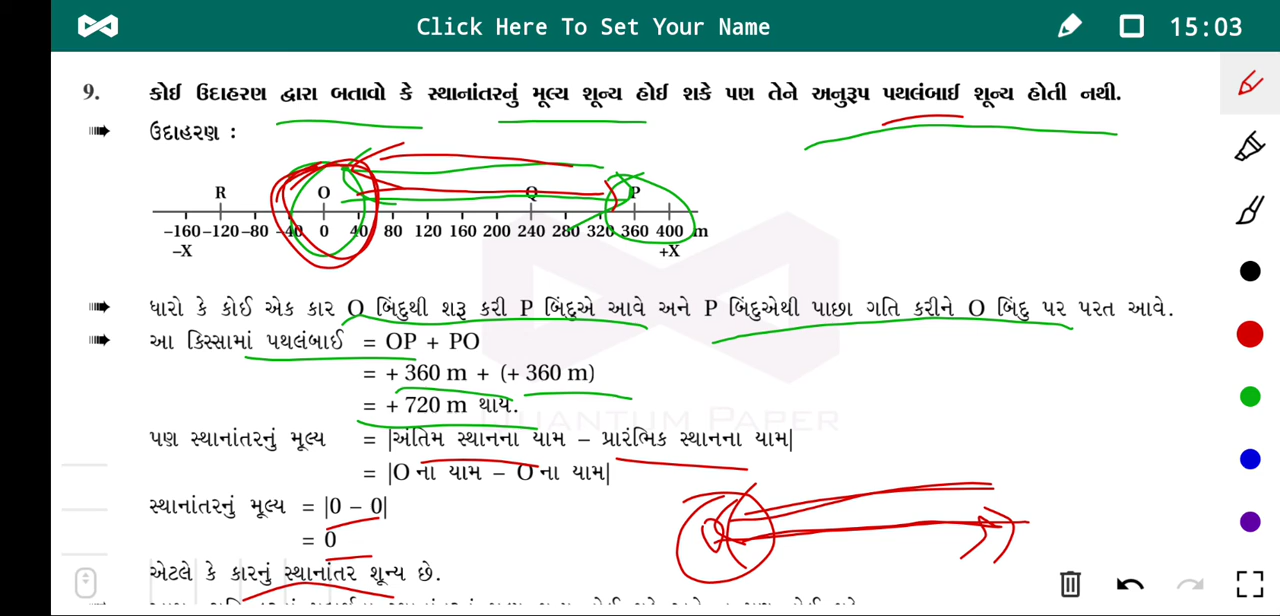 Click Here To Set Your Name
15:03
9. કોઈ ઉદાહરણ દ્વારા બતાવો કે સ્થાનાંતરનું મૂલ્ય શૂન્ય હોઈ શકે પણ તેને અનુરૂપ પથલંબાઈ શૂન્ય હોતી નથી.
ઉદાહરણ :
R O Q P
−160 −120 −80 −40 0 40 80 120 160 200 240 280 320 360 400 m
−X +X
ધારો કે કોઈ એક કાર O બિંદુથી શરૂ કરી P બિંદુએ આવે અને P બિંદુએથી પાછા ગતિ કરીને O બિંદુ પર પરત આવે.
આ કિસ્સામાં પથલંબાઈ = OP + PO
= + 360 m + (+ 360 m)
= + 720 m થાય.
QUANTUM PAPER
પણ સ્થાનાંતરનું મૂલ્ય = |અંતિમ સ્થાનના યામ – પ્રારંભિક સ્થાનના યામ|
= |O ના યામ – O ના યામ|
સ્થાનાંતરનું મૂલ્ય = |0 – 0|
= 0
એટલે કે કારનું સ્થાનાંતર શૂન્ય છે.